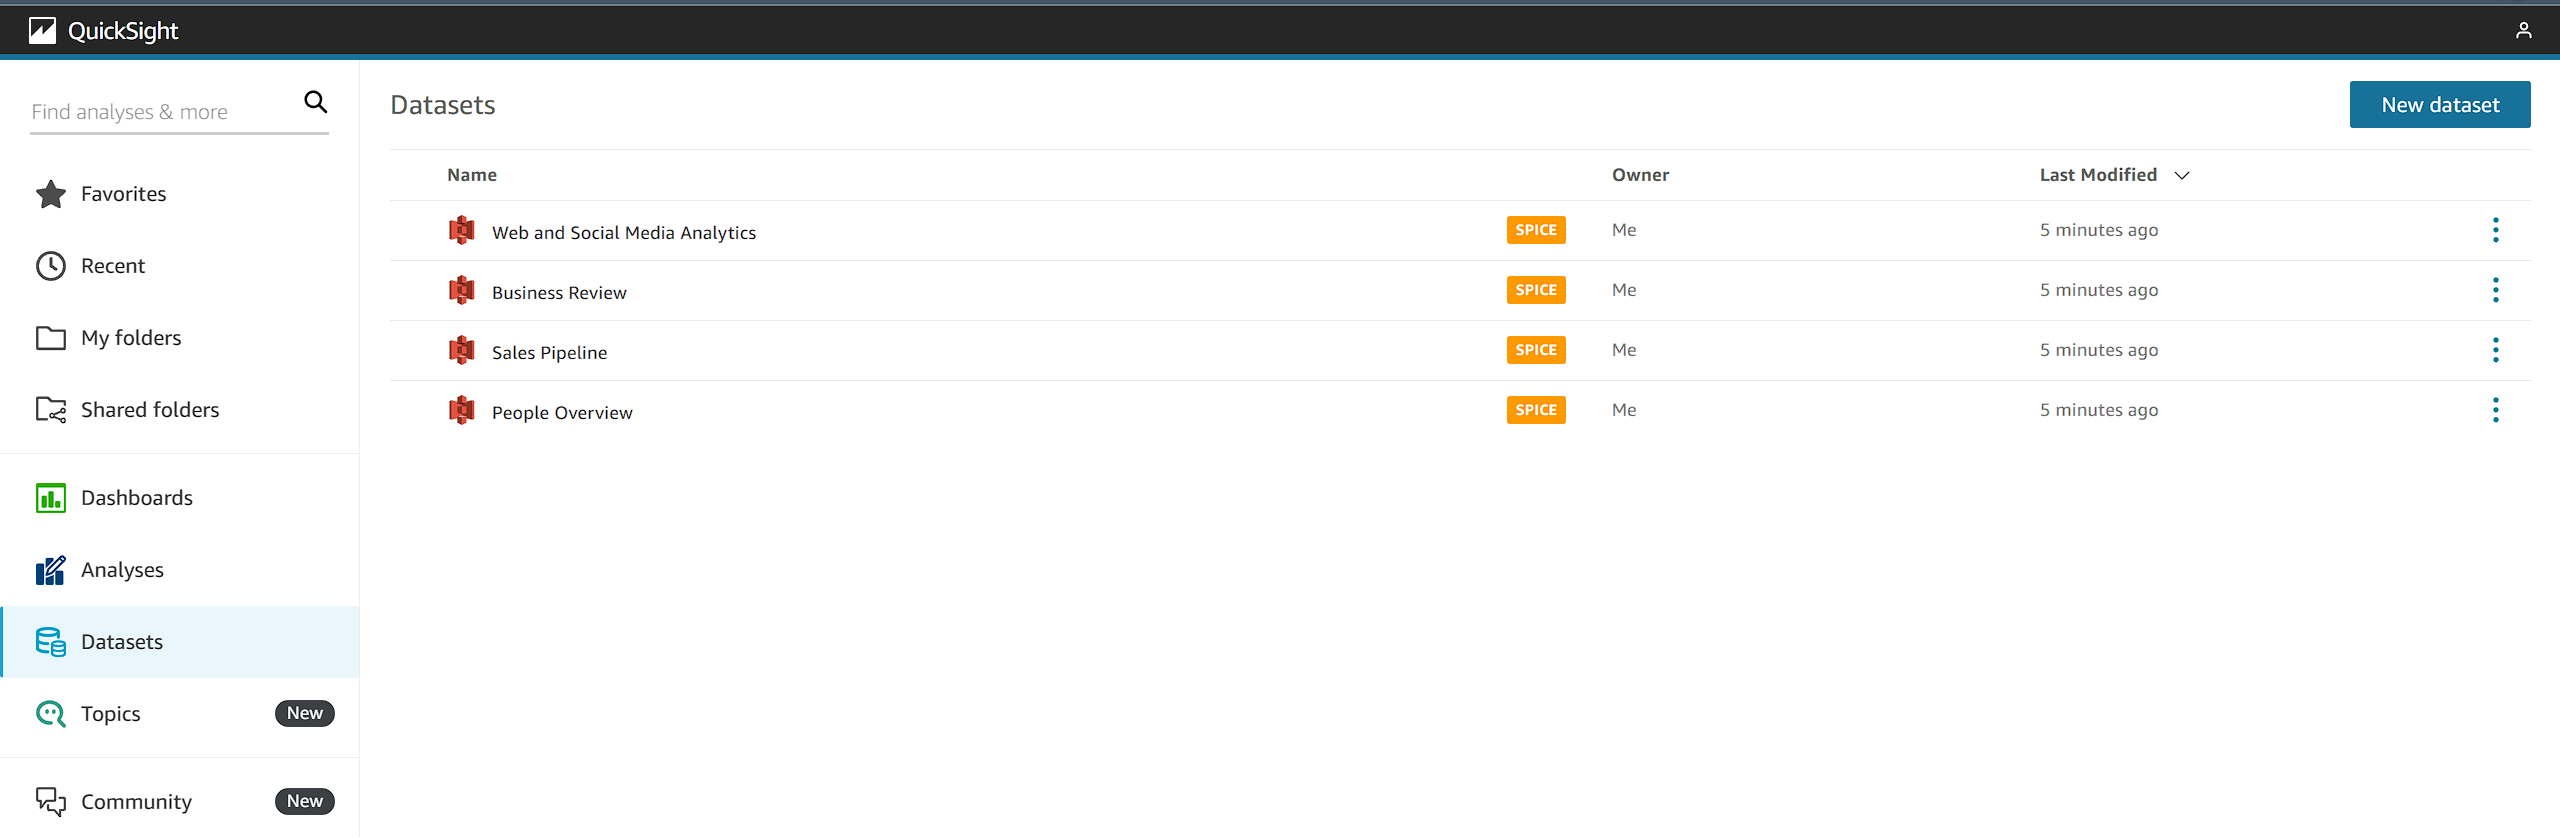 QuickSight
Find analyses & more
Favorites
Recent
My folders
Shared folders
Dashboards
Analyses
Datasets
Topics New
Community New
Datasets
New dataset
Name Owner Last Modified
Web and Social Media Analytics SPICE Me 5 minutes ago
Business Review SPICE Me 5 minutes ago
Sales Pipeline SPICE Me 5 minutes ago
People Overview SPICE Me 5 minutes ago